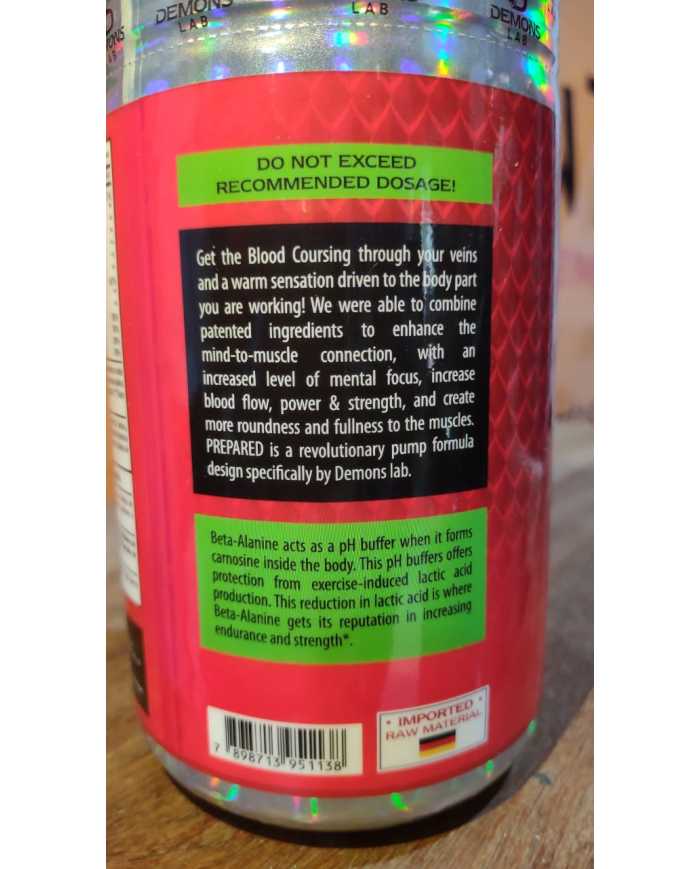 DEMONS
LAB
LAB
DEMONS
LAB
DO NOT EXCEED
RECOMMENDED DOSAGE!
Get the Blood Coursing through your veins
and a warm sensation driven to the body part
you are working! We were able to combine
patented ingredients to enhance the
mind-to-muscle connection, with an
increased level of mental focus, increase
blood flow, power & strength, and create
more roundness and fullness to the muscles.
PREPARED is a revolutionary pump formula
design specifically by Demons lab.
Beta-Alanine acts as a pH buffer when it forms
carnosine inside the body. This pH buffers offers
protection from exercise-induced lactic acid
production. This reduction in lactic acid is where
Beta-Alanine gets its reputation in increasing
endurance and strength*.
• IMPORTED •
RAW MATERIAL
7 898713 951138